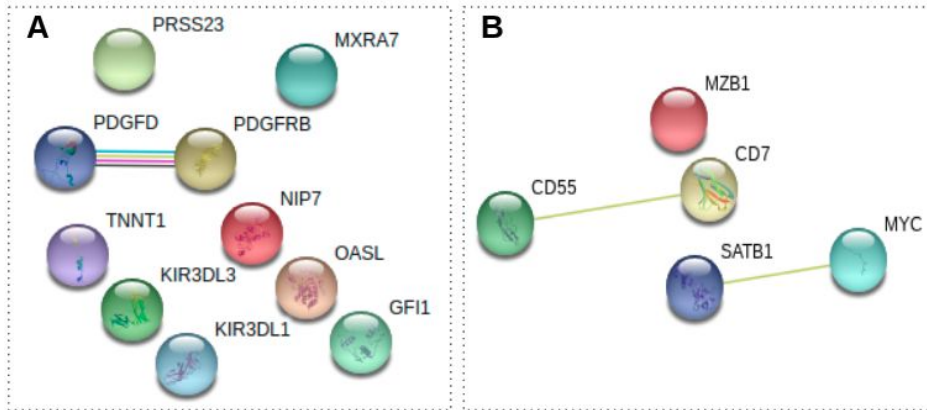 A
PRSS23
MXRA7
PDGFD
PDGFRB
NIP7
TNNT1
OASL
KIR3DL3
GFI1
KIR3DL1
B
MZB1
CD7
CD55
MYC
SATB1